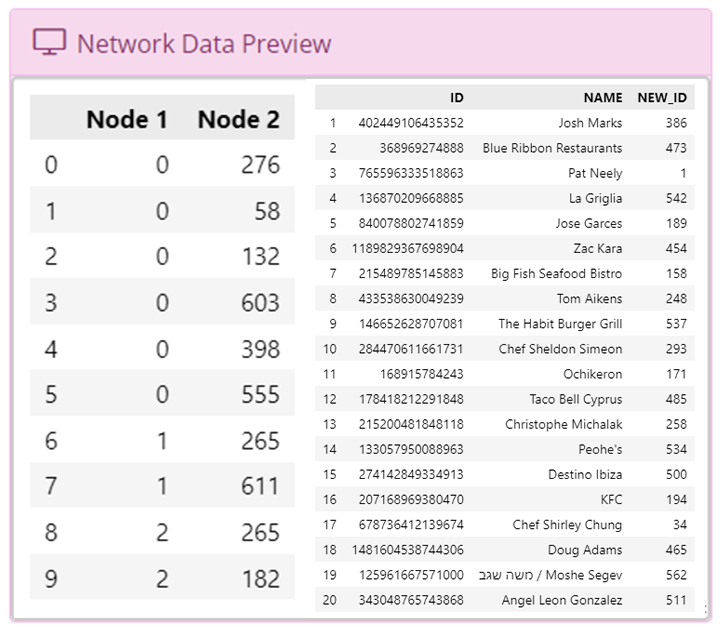 Network Data Preview
Node 1 Node 2
0 0 276
1 0 58
2 0 132
3 0 603
4 0 398
5 0 555
6 1 265
7 1 611
8 2 265
9 2 182
ID NAME NEW_ID
1 402449106435352 Josh Marks 386
2 368969274888 Blue Ribbon Restaurants 473
3 765596333518863 Pat Neely 1
4 136870209668885 La Griglia 542
5 840078802741859 Jose Garces 189
6 1189829367698904 Zac Kara 454
7 215489785145883 Big Fish Seafood Bistro 158
8 433538630049239 Tom Aikens 248
9 146652628707081 The Habit Burger Grill 537
10 284470611661731 Chef Sheldon Simeon 293
11 168915784243 Ochikeron 171
12 178418212291848 Taco Bell Cyprus 485
13 215200481848118 Christophe Michalak 258
14 133057950088963 Peohe's 534
15 274142849334913 Destino Ibiza 500
16 207168969380470 KFC 194
17 678736412139674 Chef Shirley Chung 34
18 1481604538744306 Doug Adams 465
19 125961667571000 משה שגב / Moshe Segev 562
20 343048765743868 Angel Leon Gonzalez 511